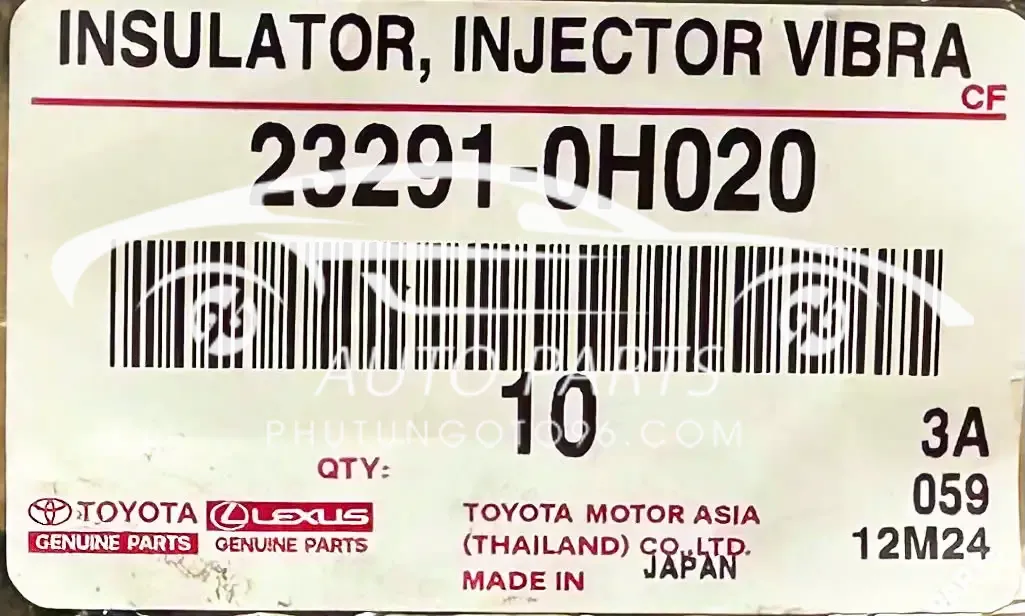 INSULATOR, INJECTOR VIBRA
CF
23291-0H020
AUTO PARTS
10
PHUTUNGOTO96.COM
QTY:
3A
059
12M24
TOYOTA
GENUINE PARTS
LEXUS
GENUINE PARTS
TOYOTA MOTOR ASIA
(THAILAND) CO.,LTD.
MADE IN JAPAN